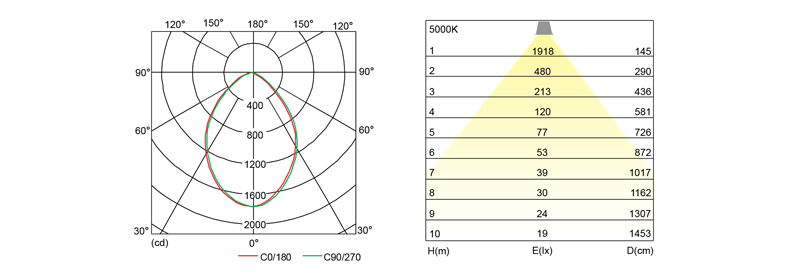 120° 150° 180° 150° 120°
90° 90°
400
60° 800 60°
1200
1600
30° 2000 30°
(cd) 0°
C0/180 C90/270
5000K
1 1918 145
2 480 290
3 213 436
4 120 581
5 77 726
6 53 872
7 39 1017
8 30 1162
9 24 1307
10 19 1453
H(m) E(lx) D(cm)